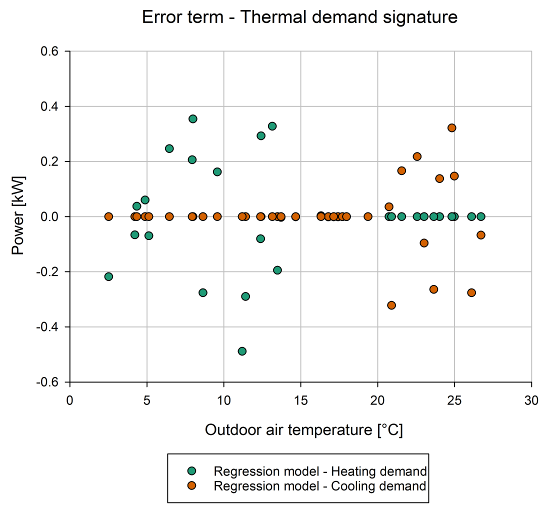 Error term - Thermal demand signature
0.6
0.4
0.2
0.0
-0.2
-0.4
-0.6
Power [kW]
0 5 10 15 20 25 30
Outdoor air temperature [°C]
Regression model - Heating demand
Regression model - Cooling demand